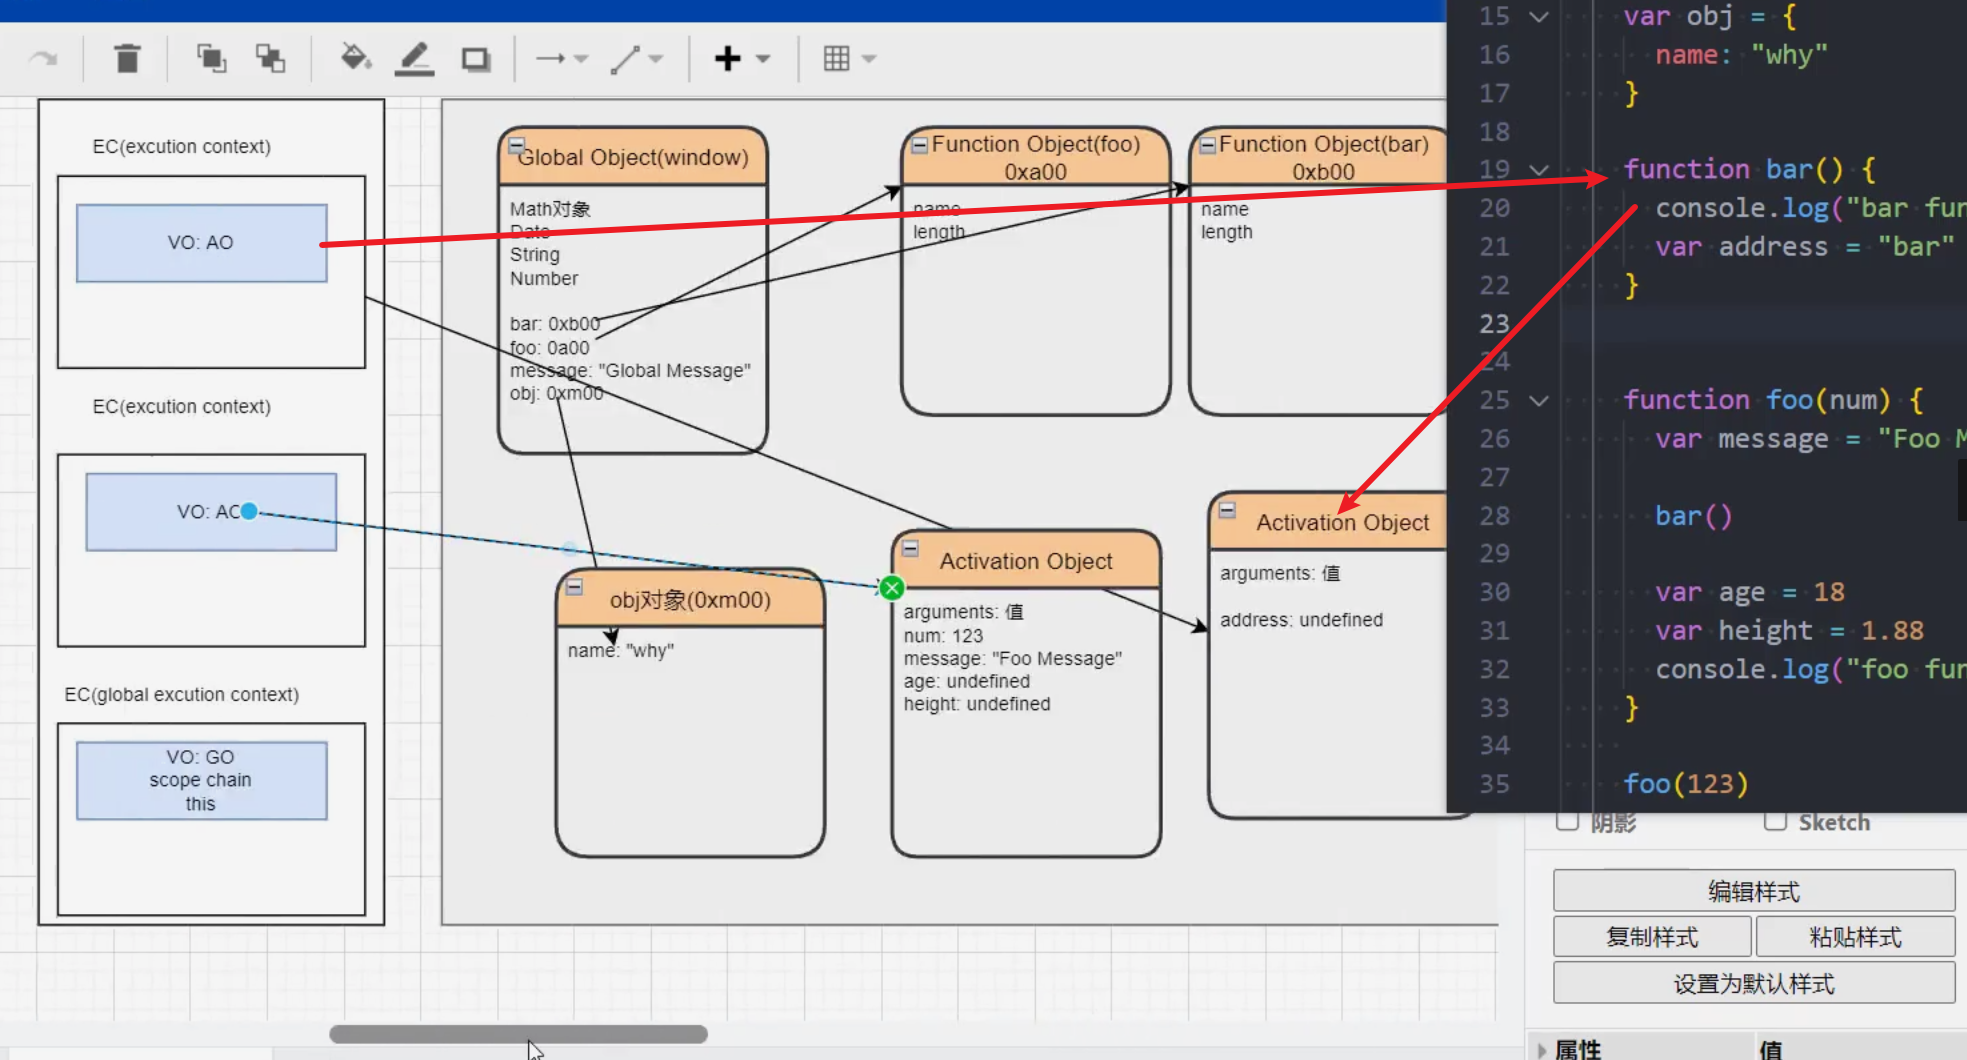 EC(excution context)
VO: AO
EC(excution context)
VO: AO
EC(global excution context)
VO: GO
scope chain
this
Global Object(window)
Math对象
Date
String
Number
bar: 0xb00
foo: 0a00
message: "Global Message"
obj: 0xm00
Function Object(foo)
0xa00
name
length
Function Object(bar)
0xb00
name
length
obj对象(0xm00)
name: "why"
Activation Object
arguments: 值
num: 123
message: "Foo Message"
age: undefined
height: undefined
Activation Object
arguments: 值
address: undefined
15 var obj = {
16 name: "why"
17 }
18
19 function bar() {
20 console.log("bar fun
21 var address = "bar"
22 }
23
24
25 function foo(num) {
26 var message = "Foo M
27
28 bar()
29
30 var age = 18
31 var height = 1.88
32 console.log("foo fun
33 }
34
35 foo(123)
阴影 Sketch
编辑样式
复制样式 粘贴样式
设置为默认样式
属性 值